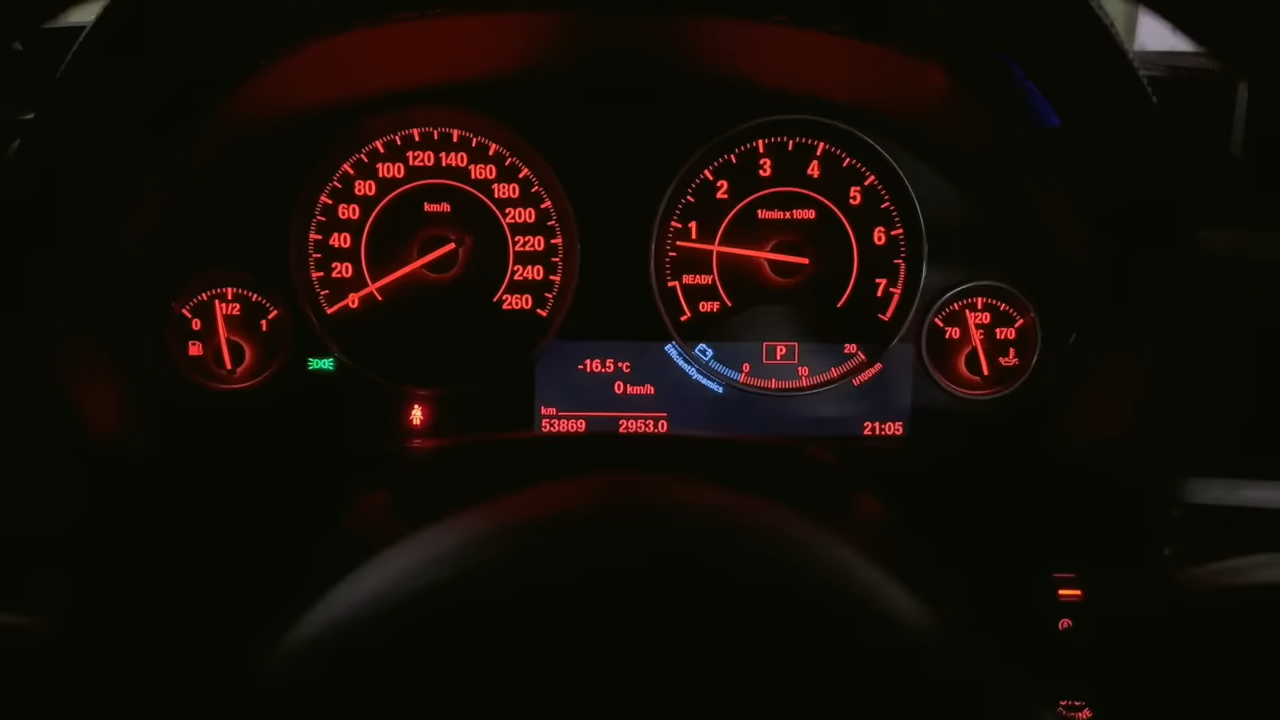 km/h
0
20
40
60
80
100
120
140
160
180
200
220
240
260
1/min x 1000
OFF
READY
1
2
3
4
5
6
7
0
1/2
1
70
120
°C
170
-16.5 °C
0 km/h
km
53869 2953.0
EfficientDynamics
P
0
10
20
l/100km
21:05
A
ENGINE